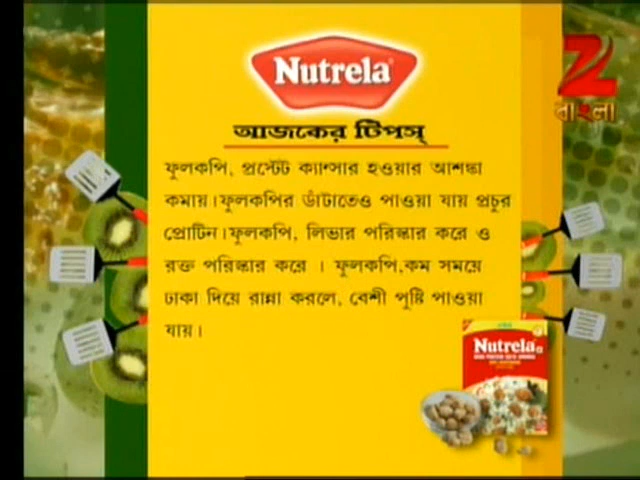 Nutrela
আজকের টিপস্
ফুলকপি, প্রস্টেট ক্যান্সার হওয়ার আশঙ্কা
কমায়।ফুলকপির ডাঁটাতেও পাওয়া যায় প্রচুর
প্রোটিন।ফুলকপি, লিভার পরিস্কার করে ও
রক্ত পরিস্কার করে । ফুলকপি,কম সময়ে
ঢাকা দিয়ে রান্না করলে, বেশী পুষ্টি পাওয়া
যায়।
Z
বাংলা
Nutrela